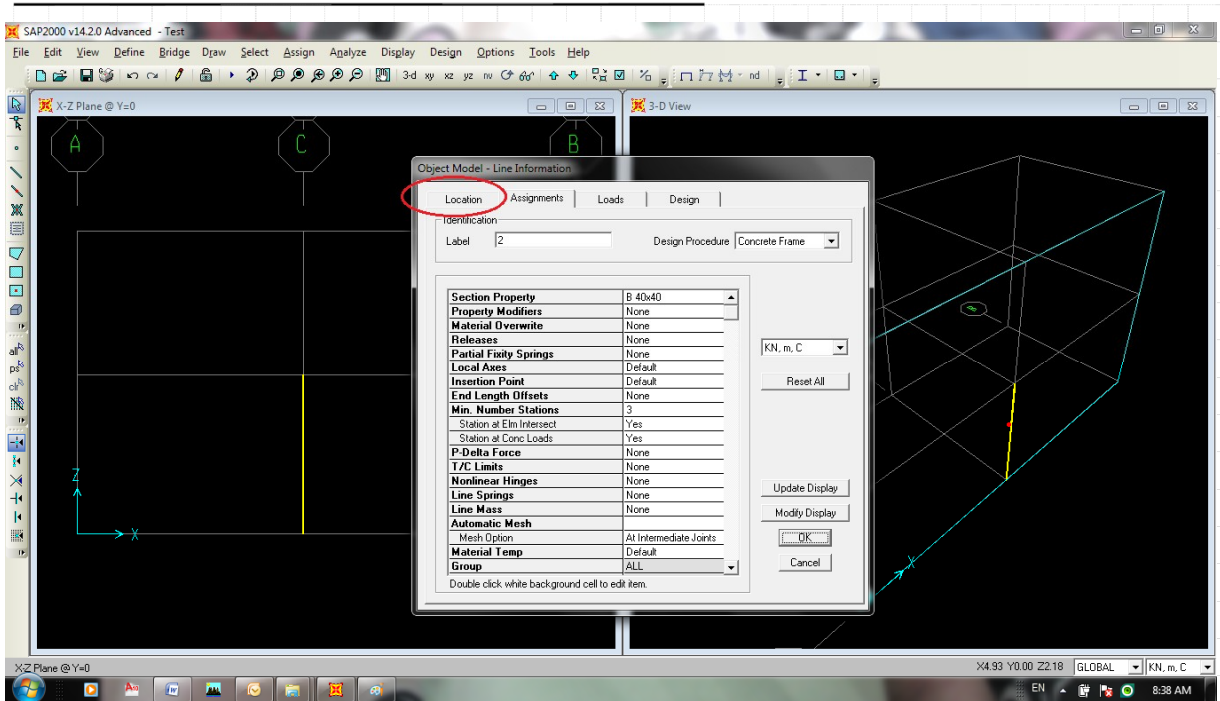 SAP2000 v14.2.0 Advanced - Test
File Edit View Define Bridge Draw Select Assign Analyze Display Design Options Tools Help
3-d xy xz yz nv nd
X-Z Plane @ Y=0
3-D View
A C B
Object Model - Line Information
Location Assignments Loads Design
Identification
Label 2 Design Procedure Concrete Frame
Section Property B 40x40
Property Modifiers None
Material Overwrite None
Releases None
Partial Fixity Springs None
Local Axes Default
Insertion Point Default
End Length Offsets None
Min. Number Stations 3
Station at Elm Intersect Yes
Station at Conc Loads Yes
P-Delta Force None
T/C Limits None
Nonlinear Hinges None
Line Springs None
Line Mass None
Automatic Mesh
Mesh Option At Intermediate Joints
Material Temp Default
Group ALL
Double click white background cell to edit item.
KN, m, C
Reset All
Update Display
Modify Display
OK
Cancel
Z
X
X
all
ps
clr
X-Z Plane @ Y=0
X4.93 Y0.00 Z2.18 GLOBAL KN, m, C
EN 8:38 AM